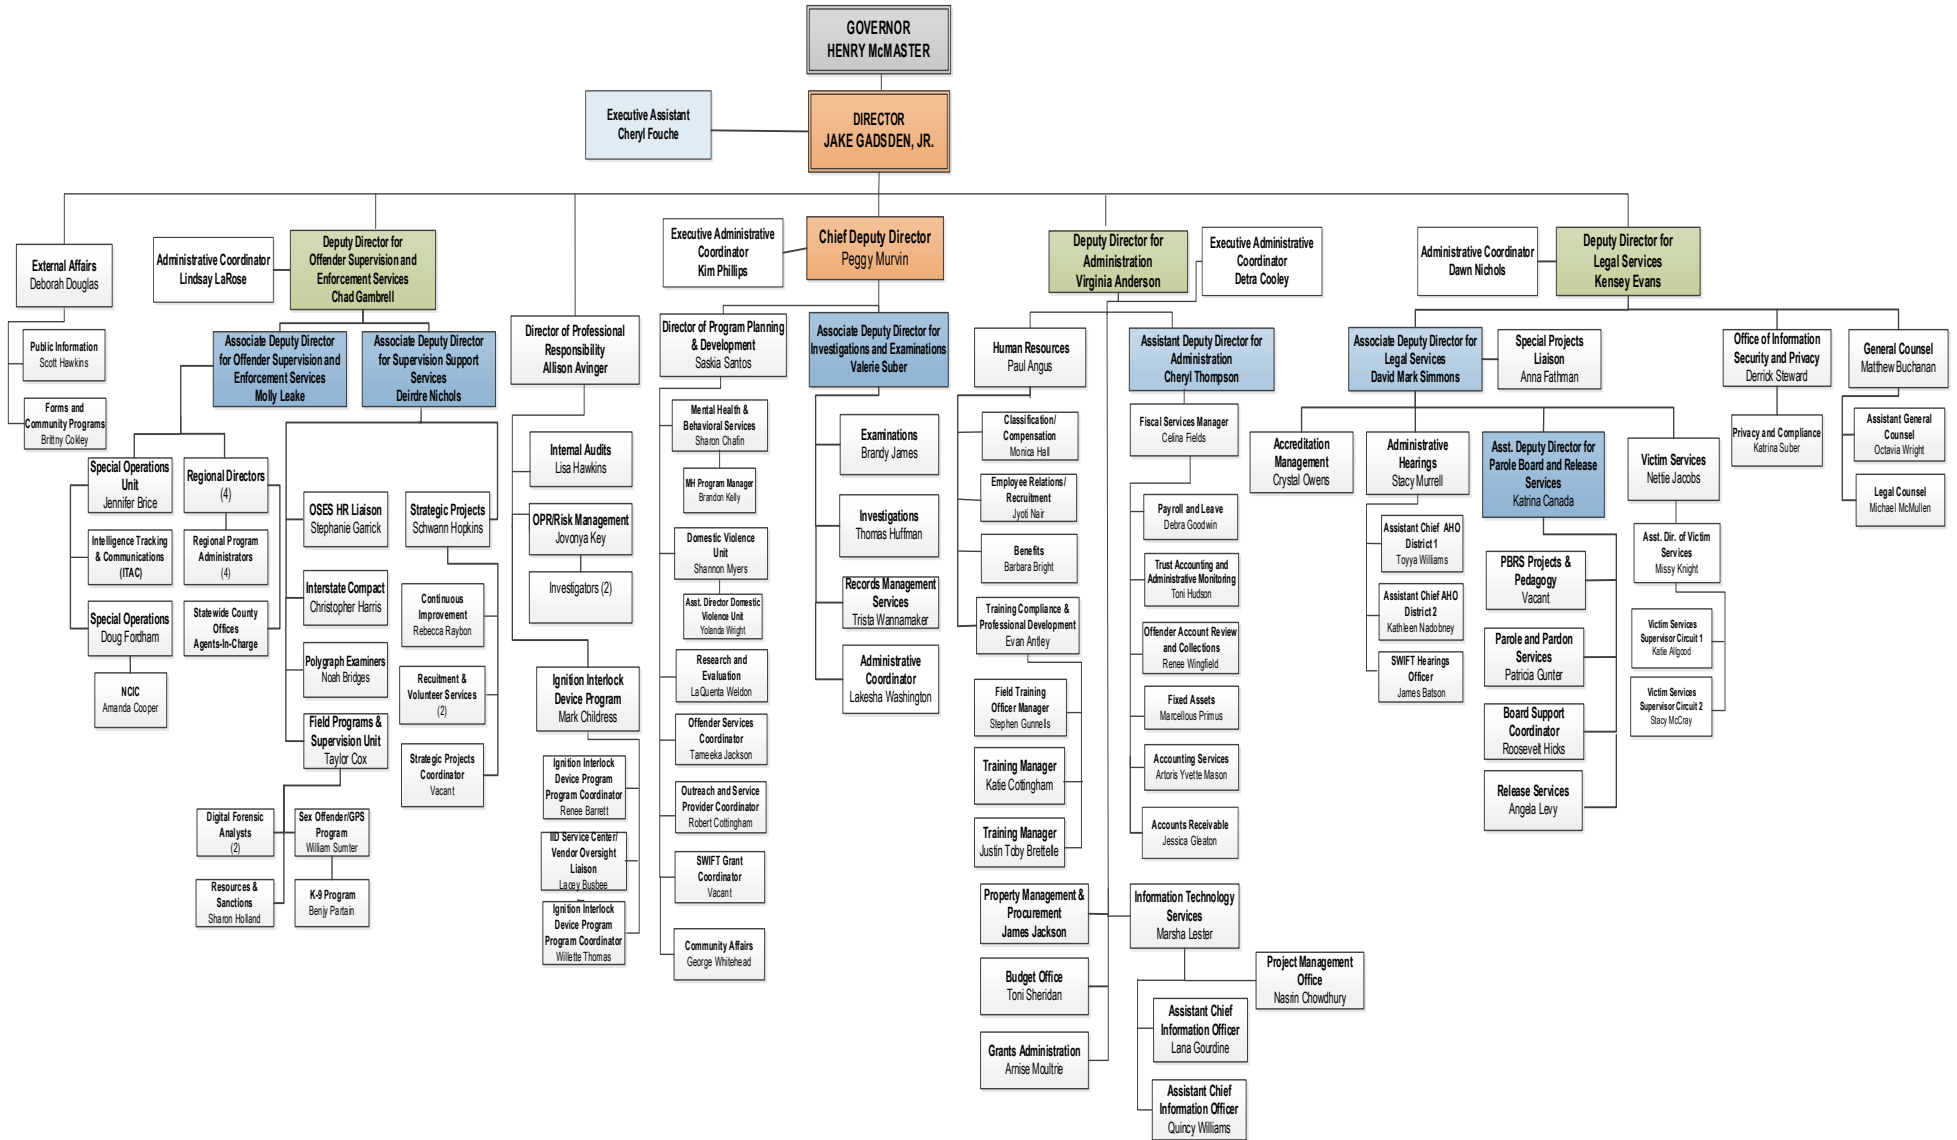 GOVERNOR
HENRY McMASTER
Executive Assistant
Cheryl Fouche
DIRECTOR
JAKE GADSDEN, JR.
External Affairs
Deborah Douglas
Public Information
Scott Hawkins
Forms and
Community Programs
Brittny Cokley
Administrative Coordinator
Lindsay LaRose
Deputy Director for
Offender Supervision and
Enforcement Services
Chad Gambrell
Associate Deputy Director
for Offender Supervision and
Enforcement Services
Molly Leake
Associate Deputy Director
for Supervision Support
Services
Deirdre Nichols
Special Operations
Unit
Jennifer Brice
Intelligence Tracking
& Communications
(ITAC)
Special Operations
Doug Fordham
NCIC
Amanda Cooper
Regional Directors
(4)
Regional Program
Administrators
(4)
Statewide County
Offices
Agents-In-Charge
OSES HR Liaison
Stephanie Garrick
Interstate Compact
Christopher Harris
Polygraph Examiners
Noah Bridges
Field Programs &
Supervision Unit
Taylor Cox
Digital Forensic
Analysts
(2)
Sex Offender/GPS
Program
William Sumter
Resources &
Sanctions
Sharon Holland
K-9 Program
Benjy Partain
Strategic Projects
Schwann Hopkins
Continuous
Improvement
Rebecca Raybon
Recuitment &
Volunteer Services
(2)
Strategic Projects
Coordinator
Vacant
Director of Professional
Responsibility
Allison Avinger
Internal Audits
Lisa Hawkins
OPR/Risk Management
Jovonya Key
Investigators (2)
Ignition Interlock
Device Program
Mark Childress
Ignition Interlock
Device Program
Program Coordinator
Renee Barrett
IID Service Center/
Vendor Oversight
Liaison
Lacey Busbee
Ignition Interlock
Device Program
Program Coordinator
Willette Thomas
Executive Administrative
Coordinator
Kim Phillips
Chief Deputy Director
Peggy Murvin
Director of Program Planning
& Development
Saskia Santos
Mental Health &
Behavioral Services
Sharon Chafin
MH Program Manager
Brandon Kelly
Domestic Violence
Unit
Shannon Myers
Asst. Director Domestic
Violence Unit
Yolanda Wright
Research and
Evaluation
LaQuenta Weldon
Offender Services
Coordinator
Tameeka Jackson
Outreach and Service
Provider Coordinator
Robert Cottingham
SWIFT Grant
Coordinator
Vacant
Community Affairs
George Whitehead
Associate Deputy Director for
Investigations and Examinations
Valerie Suber
Examinations
Brandy James
Investigations
Thomas Huffman
Records Management
Services
Trista Wannamaker
Administrative
Coordinator
Lakesha Washington
Deputy Director for
Administration
Virginia Anderson
Executive Administrative
Coordinator
Detra Cooley
Human Resources
Paul Angus
Classification/
Compensation
Monica Hall
Employee Relations/
Recruitment
Jyoti Nair
Benefits
Barbara Bright
Training Compliance &
Professional Development
Evan Antley
Field Training
Officer Manager
Stephen Gunnells
Training Manager
Katie Cottingham
Training Manager
Justin Toby Brettelle
Property Management &
Procurement
James Jackson
Budget Office
Toni Sheridan
Grants Administration
Arnise Moultrie
Assistant Deputy Director for
Administration
Cheryl Thompson
Fiscal Services Manager
Celina Fields
Payroll and Leave
Debra Goodwin
Trust Accounting and
Administrative Monitoring
Toni Hudson
Offender Account Review
and Collections
Renee Wingfield
Fixed Assets
Marcellous Primus
Accounting Services
Artoris Yvette Mason
Accounts Receivable
Jessica Gleaton
Information Technology
Services
Marsha Lester
Project Management
Office
Nasrin Chowdhury
Assistant Chief
Information Officer
Lana Gourdine
Assistant Chief
Information Officer
Quincy Williams
Administrative Coordinator
Dawn Nichols
Deputy Director for
Legal Services
Kensey Evans
Associate Deputy Director for
Legal Services
David Mark Simmons
Special Projects
Liaison
Anna Fathman
Office of Information
Security and Privacy
Derrick Steward
Privacy and Compliance
Katrina Suber
General Counsel
Matthew Buchanan
Assistant General
Counsel
Octavia Wright
Legal Counsel
Michael McMullen
Accreditation
Management
Crystal Owens
Administrative
Hearings
Stacy Murrell
Assistant Chief AHO
District 1
Toyya Williams
Assistant Chief AHO
District 2
Kathleen Nadobney
SWIFT Hearings
Officer
James Batson
Asst. Deputy Director for
Parole Board and Release
Services
Katrina Canada
PBRS Projects &
Pedagogy
Vacant
Parole and Pardon
Services
Patricia Gunter
Board Support
Coordinator
Roosevelt Hicks
Release Services
Angela Levy
Victim Services
Nettie Jacobs
Asst. Dir. of Victim
Services
Missy Knight
Victim Services
Supervisor Circuit 1
Katie Allgood
Victim Services
Supervisor Circuit 2
Stacy McCray